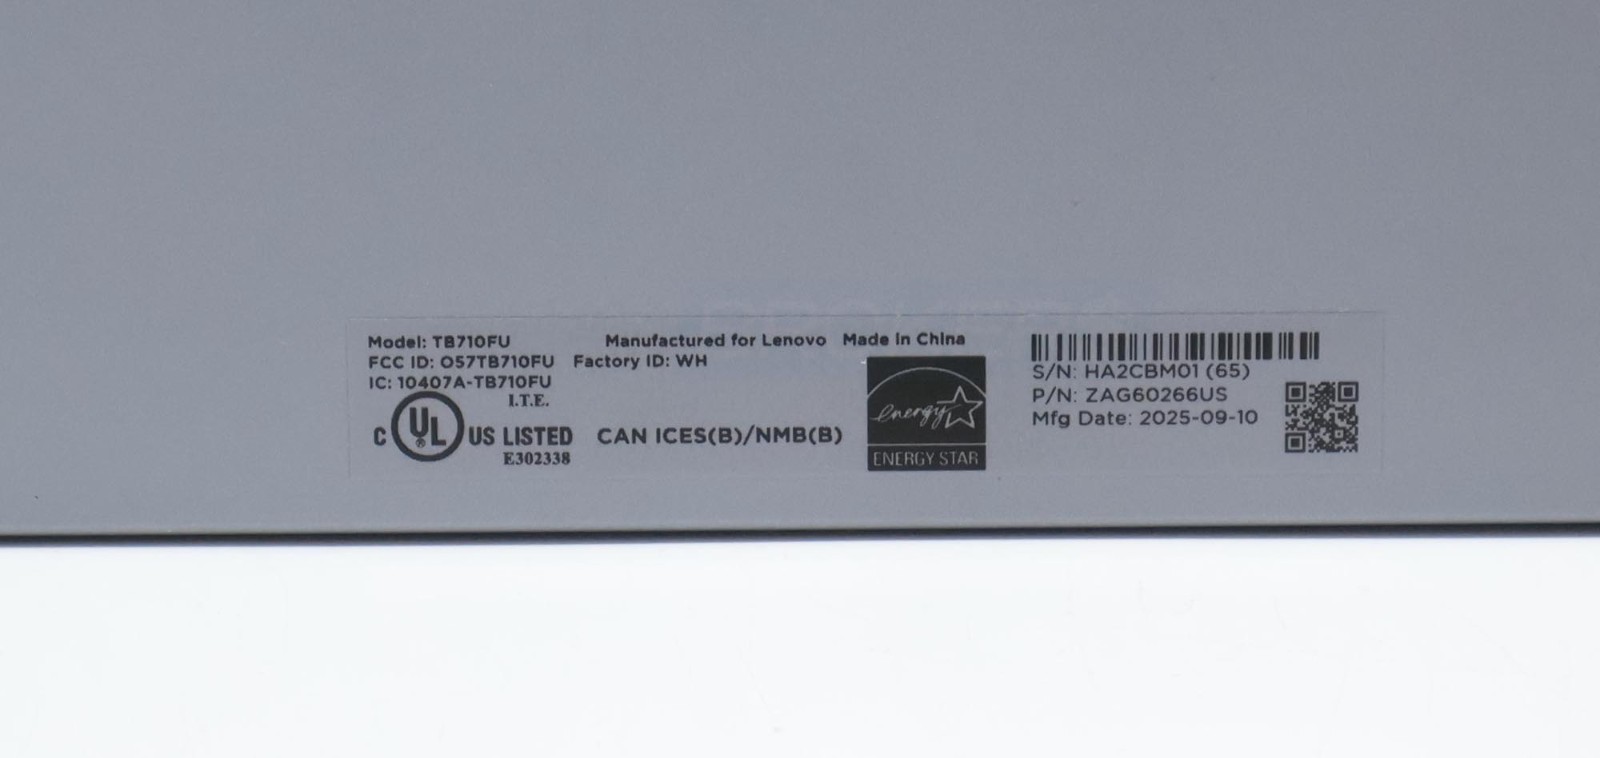 Model: TB710FU
Manufactured for Lenovo Made in China
FCC ID: O57TB710FU Factory ID: WH
IC: 10407A-TB710FU
I.T.E.
C UL ® US LISTED
E302338
CAN ICES(B)/NMB(B)
energy
ENERGY STAR
S/N: HA2CBM01 (65)
P/N: ZAG60266US
Mfg Date: 2025-09-10